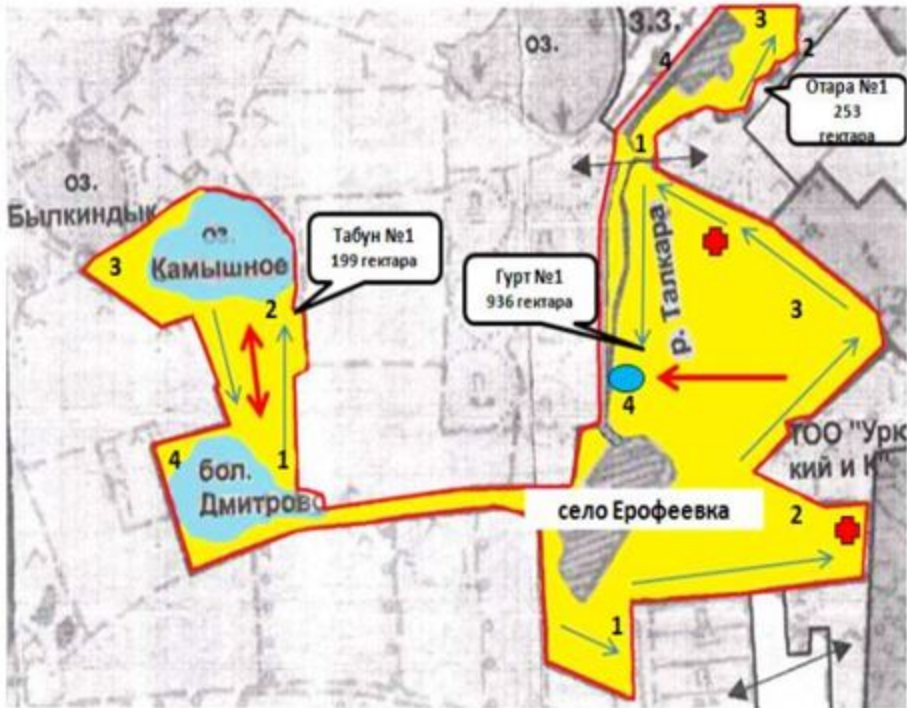 оз.
З.З.
4
3
2
Отара №1
253
гектара
1
оз.
Былкиндык
оз.
Камышное
3
2
Табун №1
199 гектара
Гурт №1
936 гектара
р. Талкара
3
4
ТОО "Урю
кий и К"
4
бол.
Дмитрово
1
село Ерофеевка
2
1